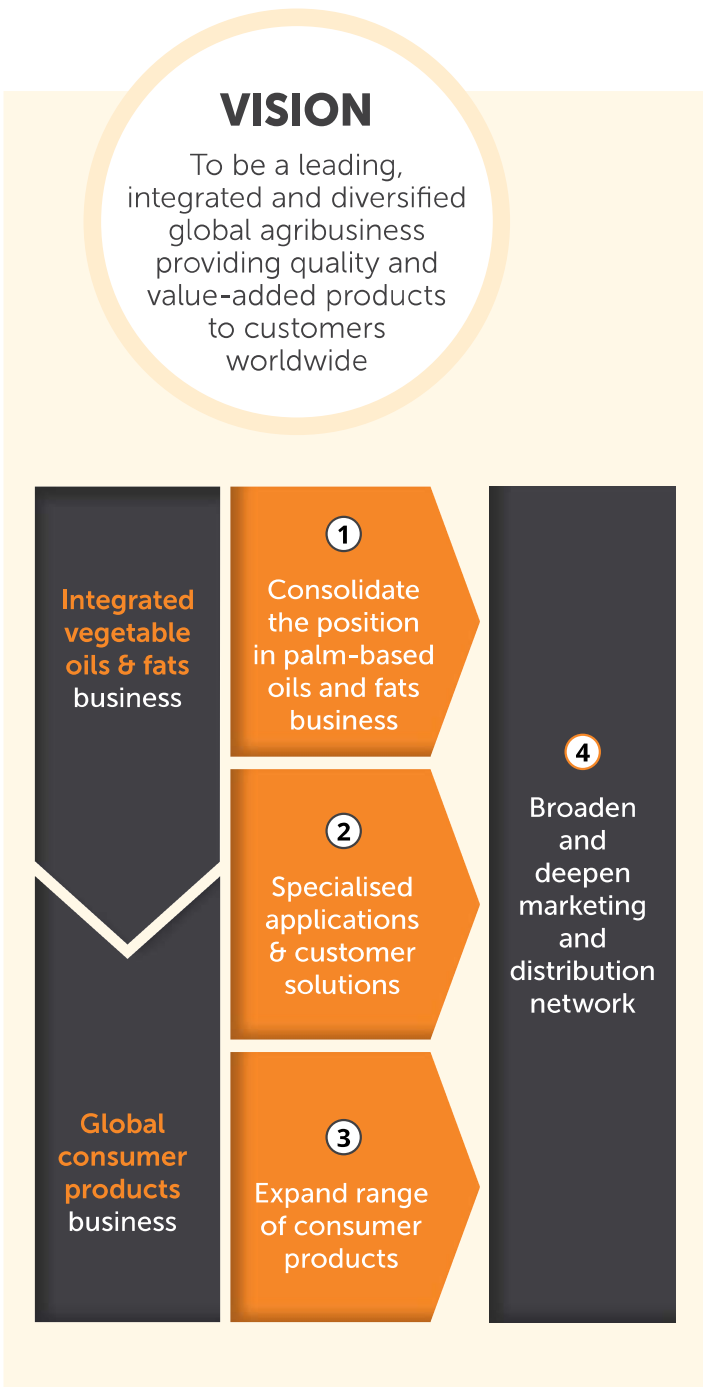 VISION
To be a leading,
integrated and diversified
global agribusiness
providing quality and
value-added products
to customers
worldwide
Integrated
vegetable
oils & fats
business
1
Consolidate
the position
in palm-based
oils and fats
business
2
Specialised
applications
& customer
solutions
Global
consumer
products
business
3
Expand range
of consumer
products
4
Broaden
and
deepen
marketing
and
distribution
network